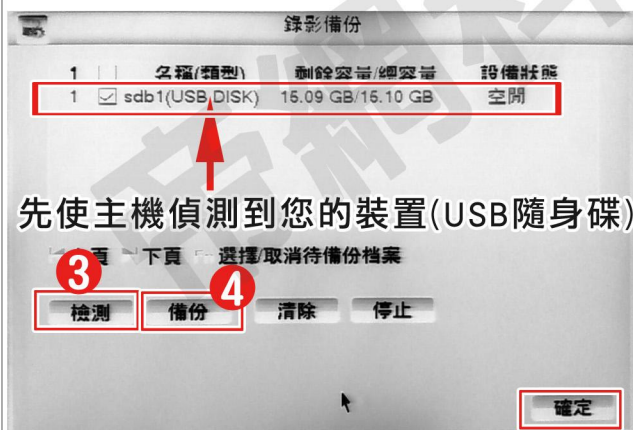 錄影備份
1 名稱(類型) 剩餘容量/總容量 設備狀態
1 sdb1(USB DISK) 15.09 GB/15.10 GB 空閒
先使主機偵測到您的裝置(USB隨身碟)
頁 下頁 選擇/取消待備份档案
3 4
檢測 備份 清除 停止
確定